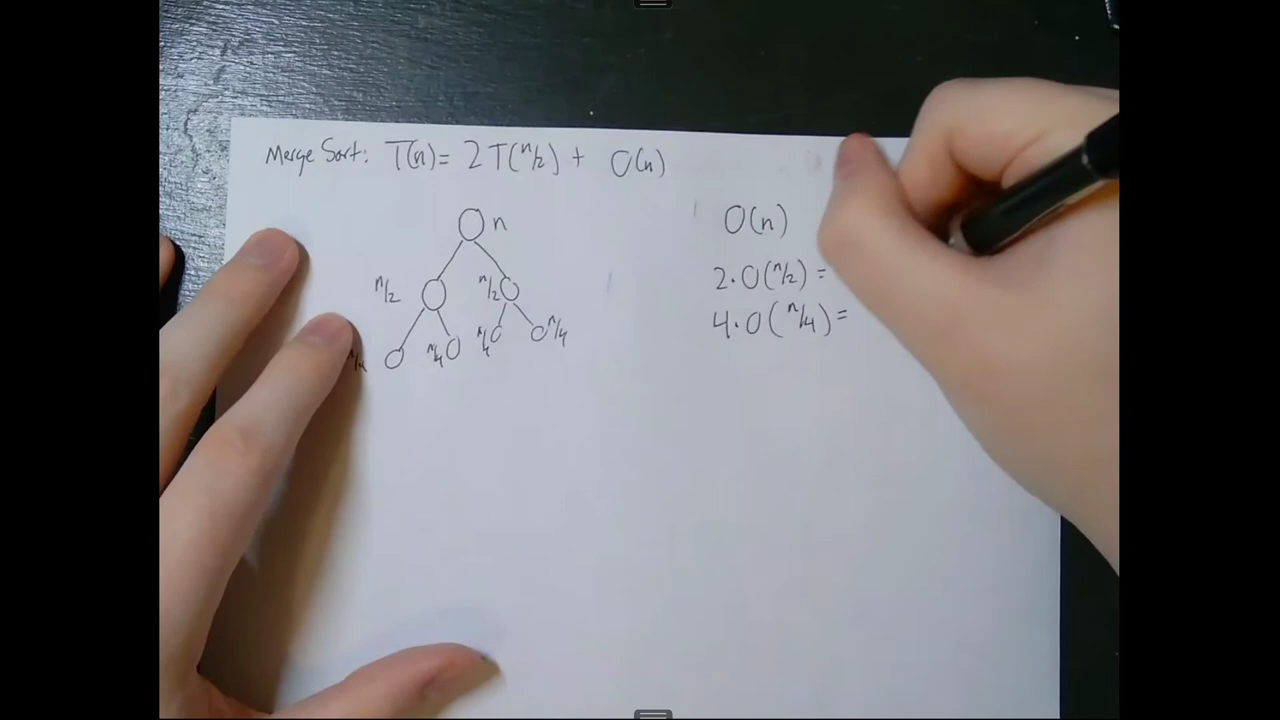 Merge Sort: T(n)= 2T(n/2) + O(n)
n
O(n)
n/2 n/2
2·O(n/2) =
4·O(n/4) =
n/4 n/4 n/4 n/4